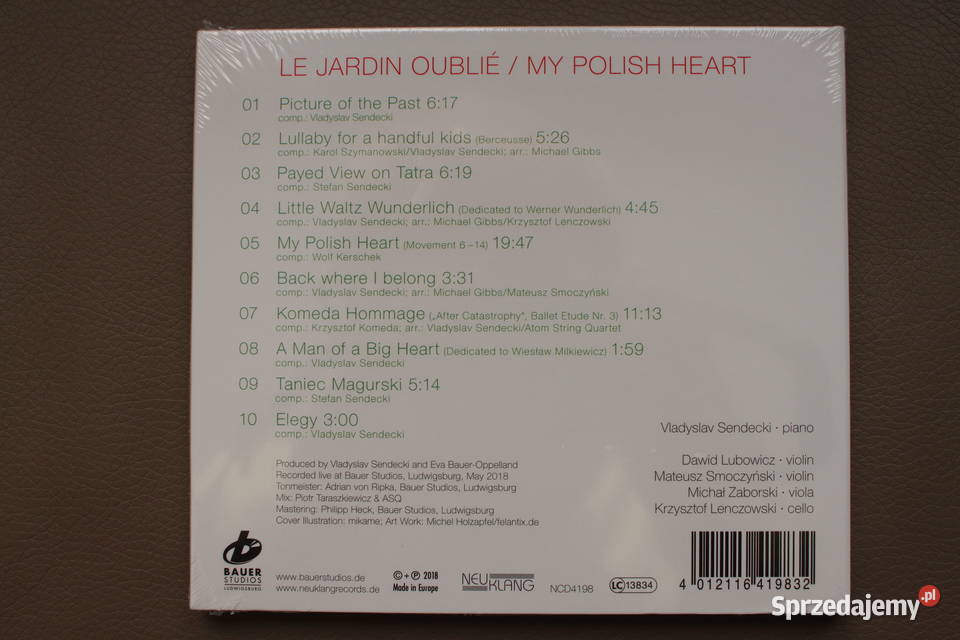 LE JARDIN OUBLIÉ / MY POLISH HEART
01 Picture of the Past 6:17
comp.: Vladyslav Sendecki
02 Lullaby for a handful kids (Berceusse) 5:26
comp.: Karol Szymanowski/Vladyslav Sendecki; arr.: Michael Gibbs
03 Payed View on Tatra 6:19
comp.: Stefan Sendecki
04 Little Waltz Wunderlich (Dedicated to Werner Wunderlich) 4:45
comp.: Vladyslav Sendecki; arr.: Michael Gibbs/Krzysztof Lenczowski
05 My Polish Heart (Movement 6 – 14) 19:47
comp.: Wolf Kerschek
06 Back where I belong 3:31
comp.: Vladyslav Sendecki; arr.: Michael Gibbs/Mateusz Smoczyński
07 Komeda Hommage („After Catastrophy", Ballet Etude Nr. 3) 11:13
comp.: Krzysztof Komeda; arr.: Vladyslav Sendecki/Atom String Quartet
08 A Man of a Big Heart (Dedicated to Wiesław Milkiewicz) 1:59
comp.: Vladyslav Sendecki
09 Taniec Magurski 5:14
comp.: Stefan Sendecki
10 Elegy 3:00
comp.: Vladyslav Sendecki
Vladyslav Sendecki · piano
Dawid Lubowicz · violin
Mateusz Smoczyński · violin
Michał Zaborski · viola
Krzysztof Lenczowski · cello
Produced by Vladyslav Sendecki and Eva Bauer-Oppelland
Recorded live at Bauer Studios, Ludwigsburg, May 2018
Tonmeister: Adrian von Ripka, Bauer Studios, Ludwigsburg
Mix: Piotr Taraszkiewicz & ASQ
Mastering: Philipp Heck, Bauer Studios, Ludwigsburg
Cover Illustration: mikame; Art Work: Michel Holzapfel/felantix.de
b
BAUER
STUDIOS
LUDWIGSBURG
www.bauerstudios.de
www.neuklangrecords.de
© + ℗ 2018
Made in Europe
NEUKLANG
NCD4198
LC 13834
4 012116 419832
Sprzedajemy.pl